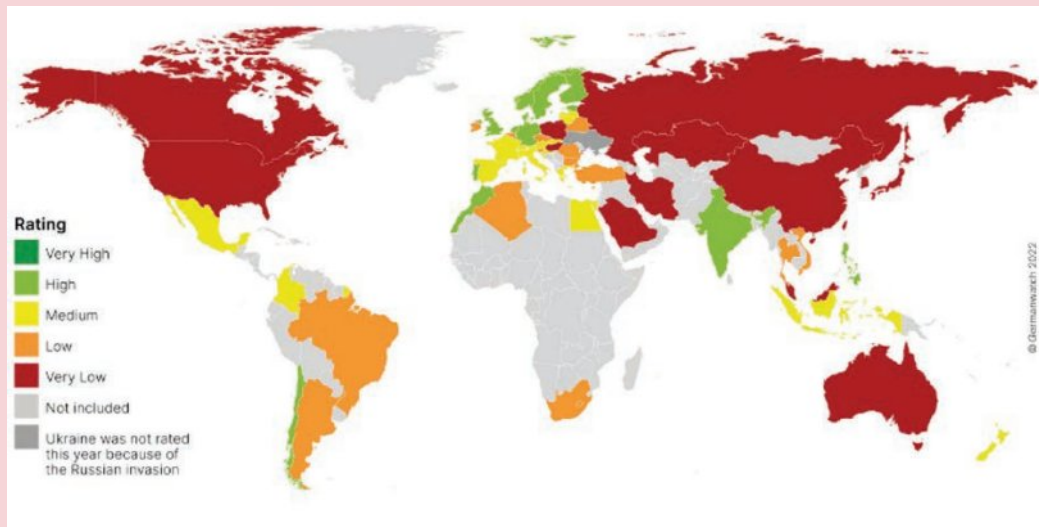 Rating
Very High
High
Medium
Low
Very Low
Not included
Ukraine was not rated
this year because of
the Russian invasion
© Germanwatch 2022